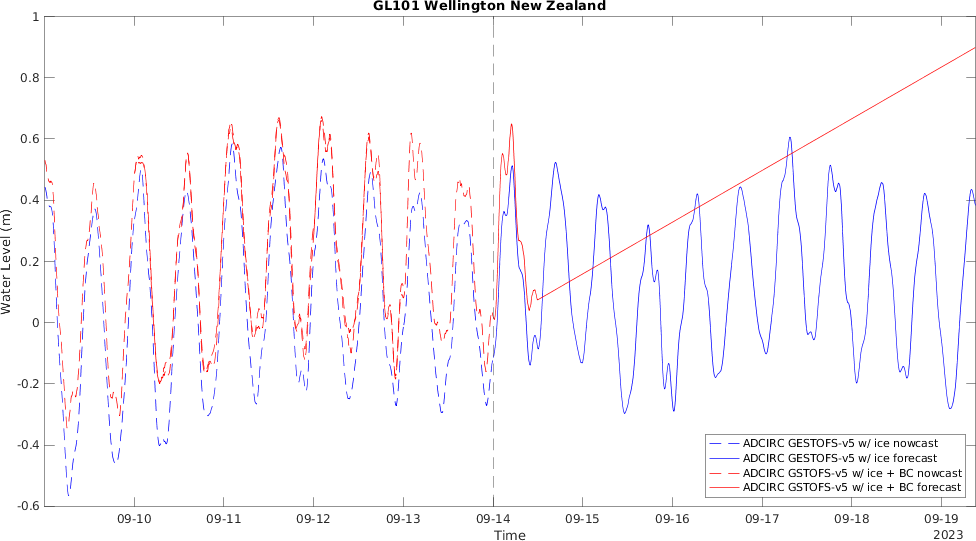 GL101 Wellington New Zealand
1
0.8
0.6
0.4
0.2
0
-0.2
-0.4
-0.6
Water Level (m)
09-10 09-11 09-12 09-13 09-14 09-15 09-16 09-17 09-18 09-19
Time
2023
ADCIRC GESTOFS-v5 w/ ice nowcast
ADCIRC GESTOFS-v5 w/ ice forecast
ADCIRC GSTOFS-v5 w/ ice + BC nowcast
ADCIRC GSTOFS-v5 w/ ice + BC forecast